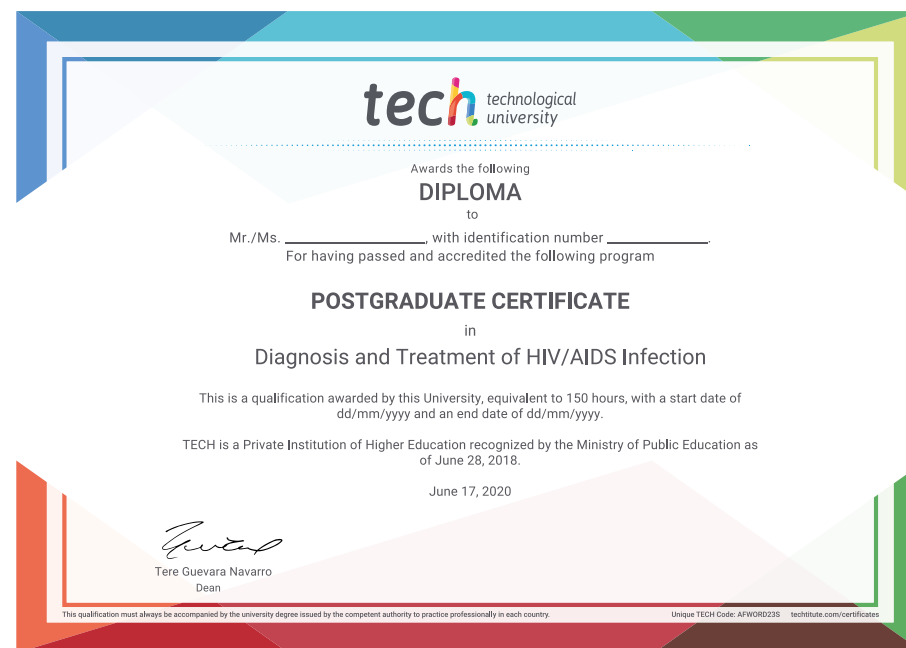 tech technological
university
Awards the following
DIPLOMA
to
Mr./Ms. ____________________, with identification number ______________.
For having passed and accredited the following program
POSTGRADUATE CERTIFICATE
in
Diagnosis and Treatment of HIV/AIDS Infection
This is a qualification awarded by this University, equivalent to 150 hours, with a start date of
dd/mm/yyyy and an end date of dd/mm/yyyy.
TECH is a Private Institution of Higher Education recognized by the Ministry of Public Education as
of June 28, 2018.
June 17, 2020
Tere Guevara Navarro
Dean
This qualification must always be accompanied by the university degree issued by the competent authority to practice professionally in each country. Unique TECH Code: AFWORD23S techtitute.com/certificates